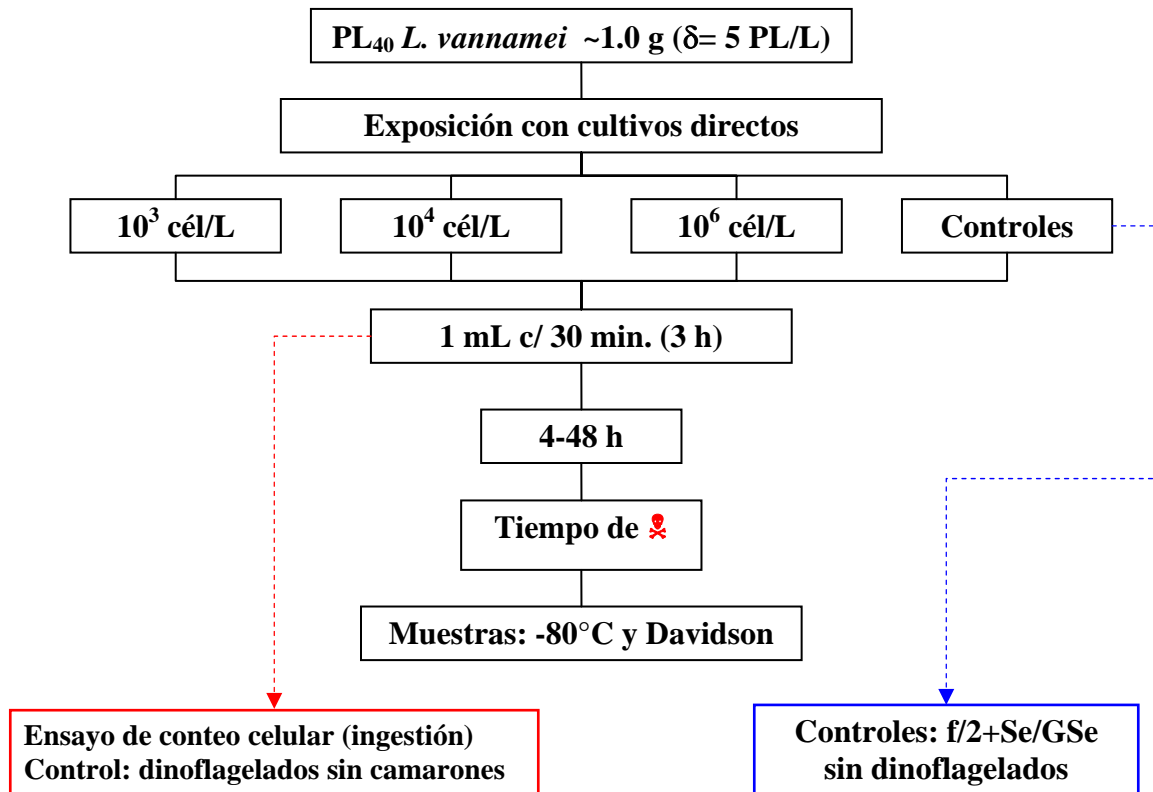 PL40 L. vannamei ~1.0 g (δ= 5 PL/L)
Exposición con cultivos directos
10³ cél/L
10⁴ cél/L
10⁶ cél/L
Controles
1 mL c/ 30 min. (3 h)
4-48 h
Tiempo de ☠
Muestras: -80°C y Davidson
Ensayo de conteo celular (ingestión)
Control: dinoflagelados sin camarones
Controles: f/2+Se/GSe
sin dinoflagelados